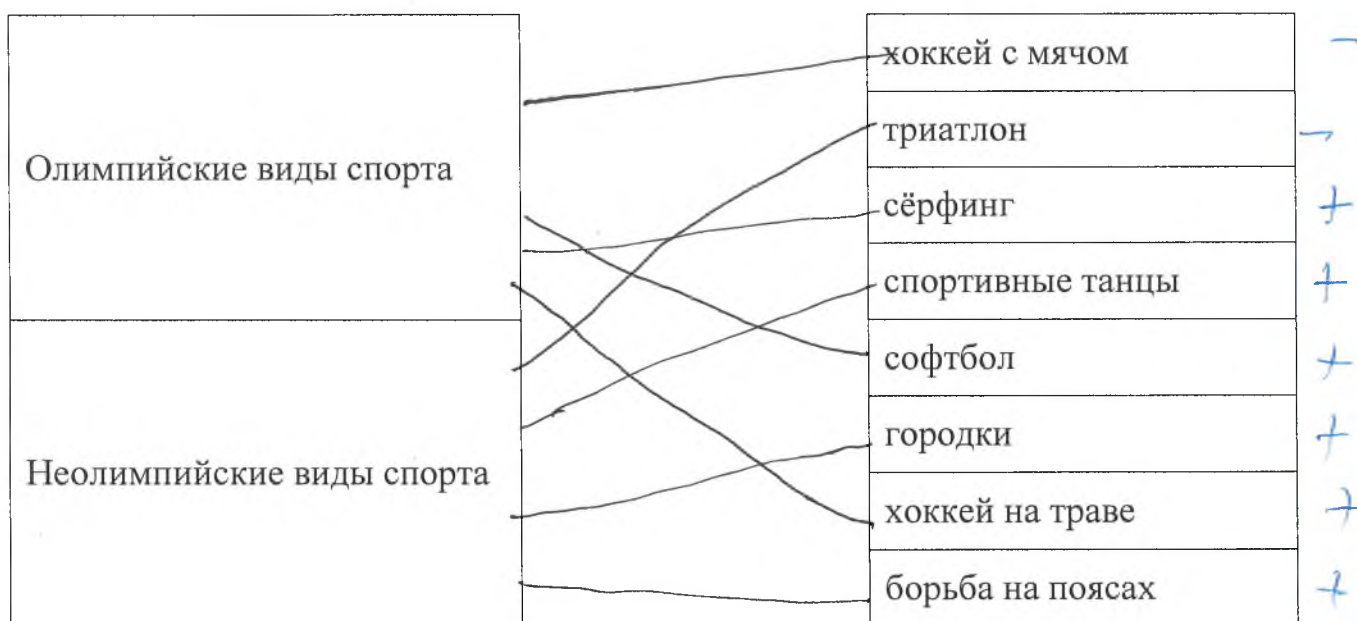 хоккей с мячом –
триатлон –
Олимпийские виды спорта
сёрфинг +
спортивные танцы +
софтбол +
городки +
Неолимпийские виды спорта
хоккей на траве +
борьба на поясах +